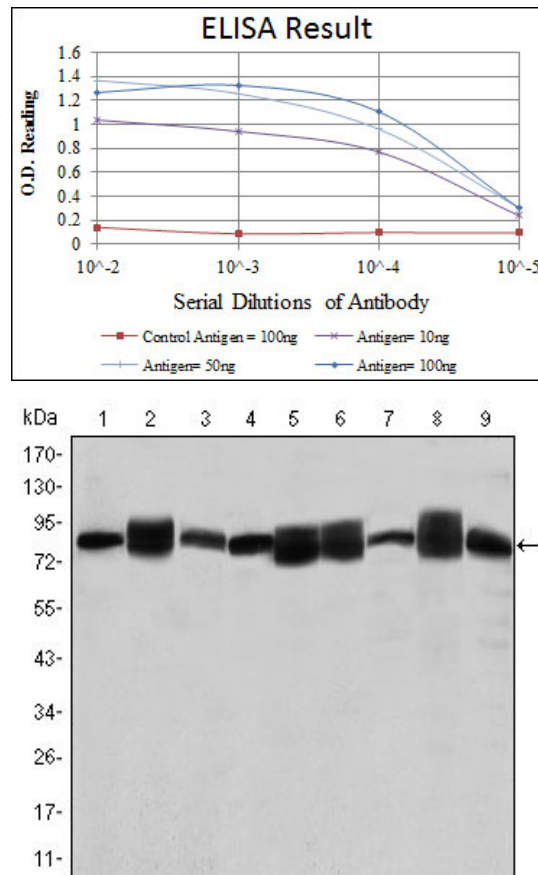 ELISA Result
O.D. Reading
1.6
1.4
1.2
1
0.8
0.6
0.4
0.2
0
10^-2 10^-3 10^-4 10^-5
Serial Dilutions of Antibody
Control Antigen = 100ng Antigen= 10ng
Antigen= 50ng Antigen= 100ng
kDa 1 2 3 4 5 6 7 8 9
170-
130-
95-
72-
55-
43-
34-
26-
17-
11-